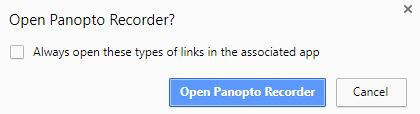 Open Panopto Recorder?
Always open these types of links in the associated app
Open Panopto Recorder Cancel